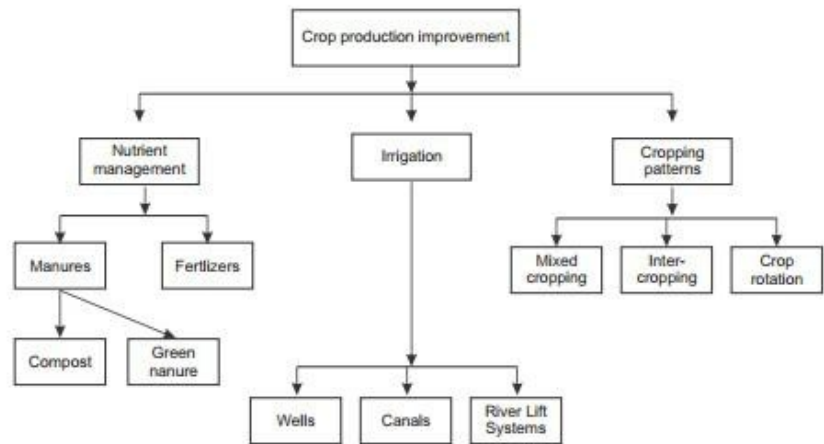 Crop production improvement
Nutrient
management
Irrigation
Cropping
patterns
Manures
Fertlizers
Mixed
cropping
Inter-
cropping
Crop
rotation
Compost
Green
nanure
Wells
Canals
River Lift
Systems